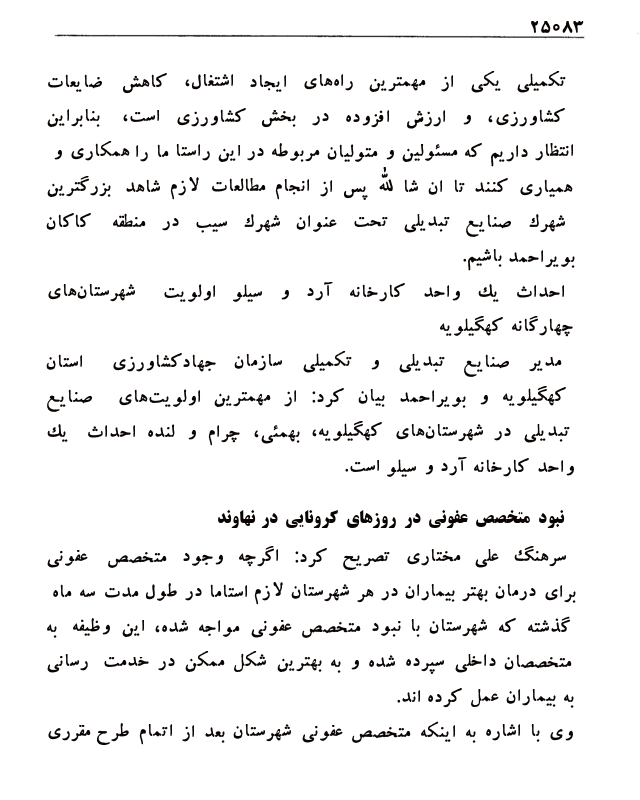 ۲۵۰۸۳
تکمیلی یکی از مهمترین راه‌های ایجاد اشتغال، کاهش ضایعات
کشاورزی، و ارزش افزوده در بخش کشاورزی است، بنابراین
انتظار داریم که مسئولین و متولیان مربوطه در این راستا ما را همکاری و
همیاری کنند تا ان شا لله پس از انجام مطالعات لازم شاهد بزرگترین
شهرك صنایع تبدیلی تحت عنوان شهرك سیب در منطقه کاکان
بویراحمد باشیم.
احداث یك واحد کارخانه آرد و سیلو اولویت شهرستان‌های
چهارگانه کهگیلویه
مدیر صنایع تبدیلی و تکمیلی سازمان جهادکشاورزی استان
کهگیلویه و بویراحمد بیان کرد: از مهمترین اولویت‌های صنایع
تبدیلی در شهرستان‌های کهگیلویه، بهمئی، چرام و لنده احداث یك
واحد کارخانه آرد و سیلو است.
نبود متخصص عفونی در روزهای کرونایی در نهاوند
سرهنگ علی مختاری تصریح کرد: اگرچه وجود متخصص عفونی
برای درمان بهتر بیماران در هر شهرستان لازم استاما در طول مدت سه ماه
گذشته که شهرستان با نبود متخصص عفونی مواجه شده، این وظیفه به
متخصصان داخلی سپرده شده و به بهترین شکل ممکن در خدمت رسانی
به بیماران عمل کرده اند.
وی با اشاره به اینکه متخصص عفونی شهرستان بعد از اتمام طرح مقرری